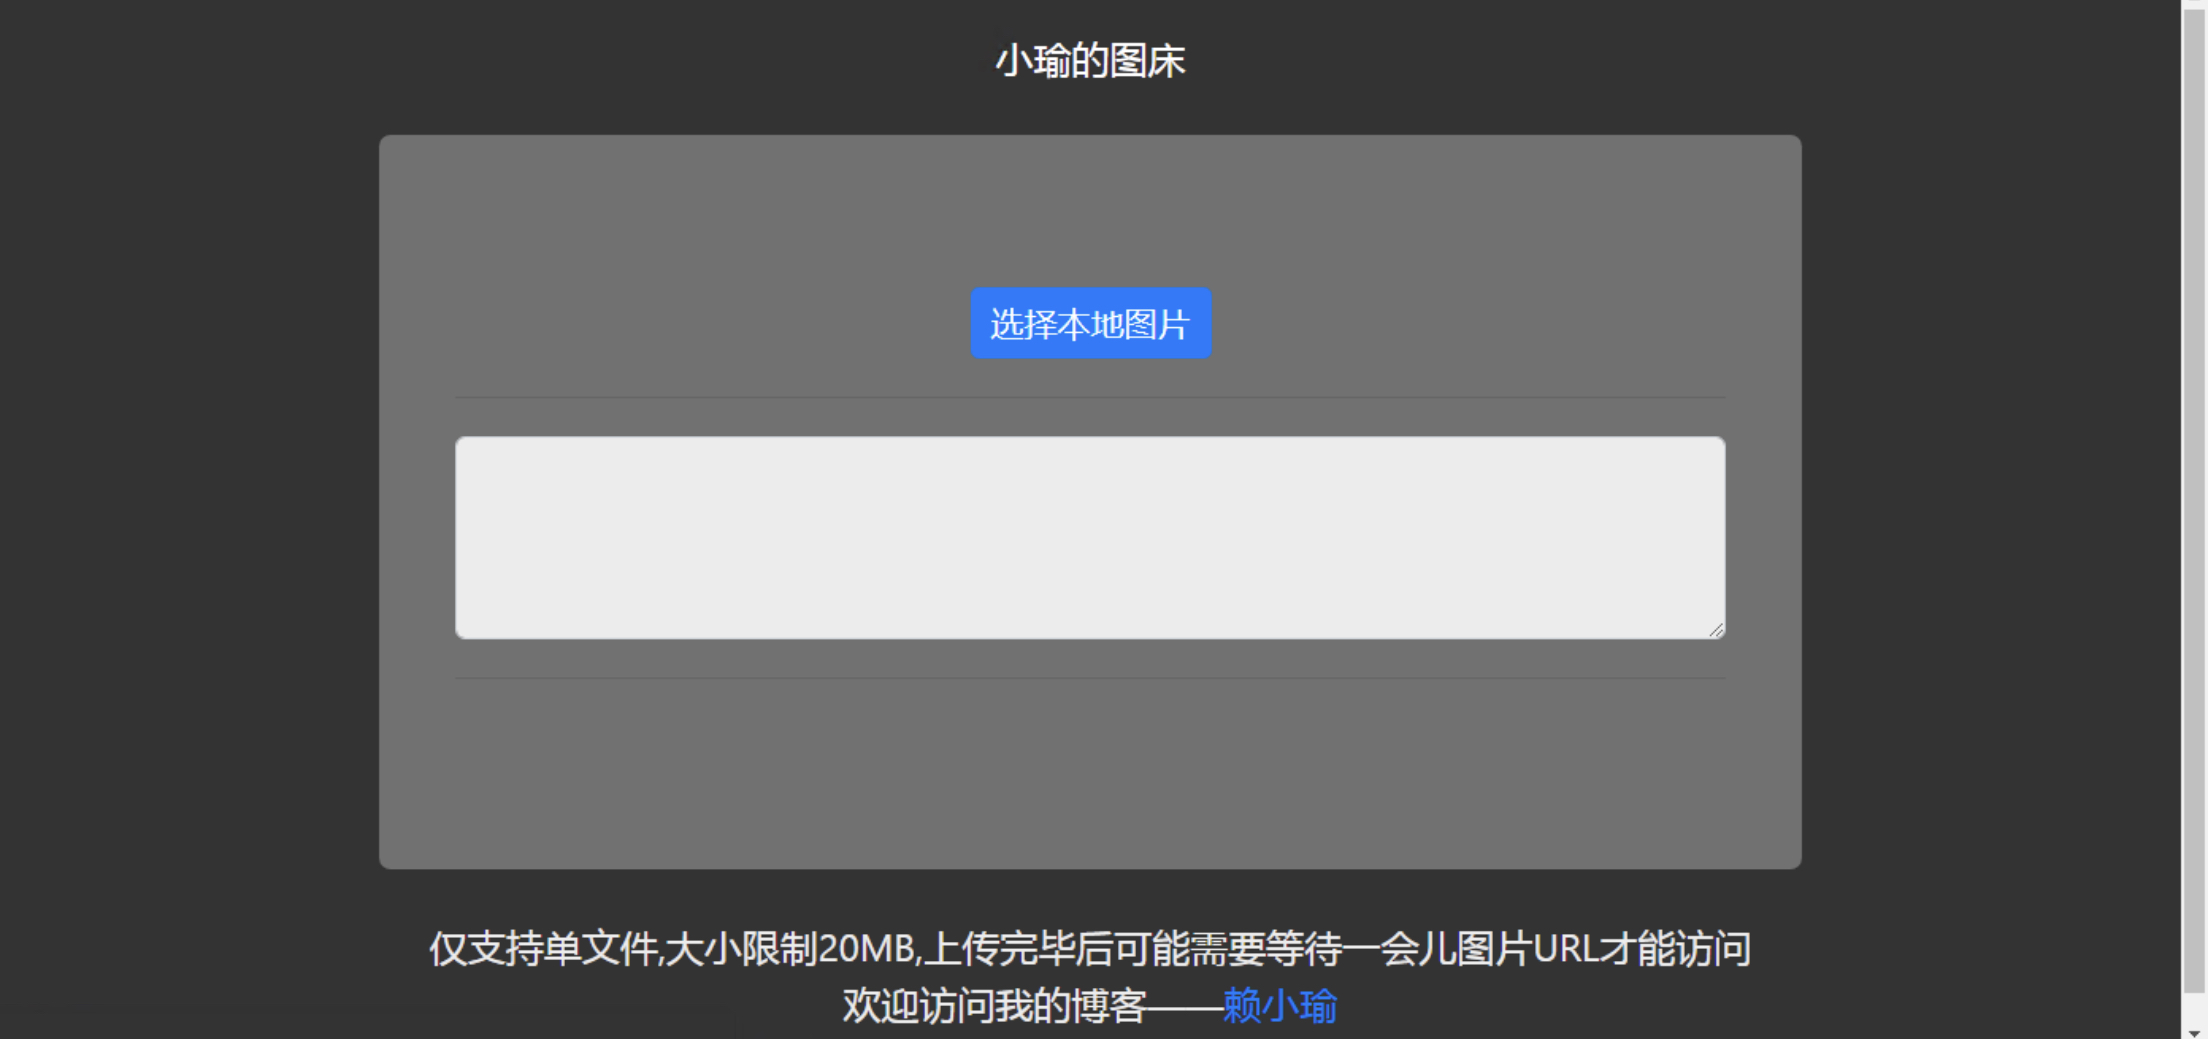 小瑜的图床
选择本地图片
仅支持单文件,大小限制20MB,上传完毕后可能需要等待一会儿图片URL才能访问
欢迎访问我的博客——赖小瑜